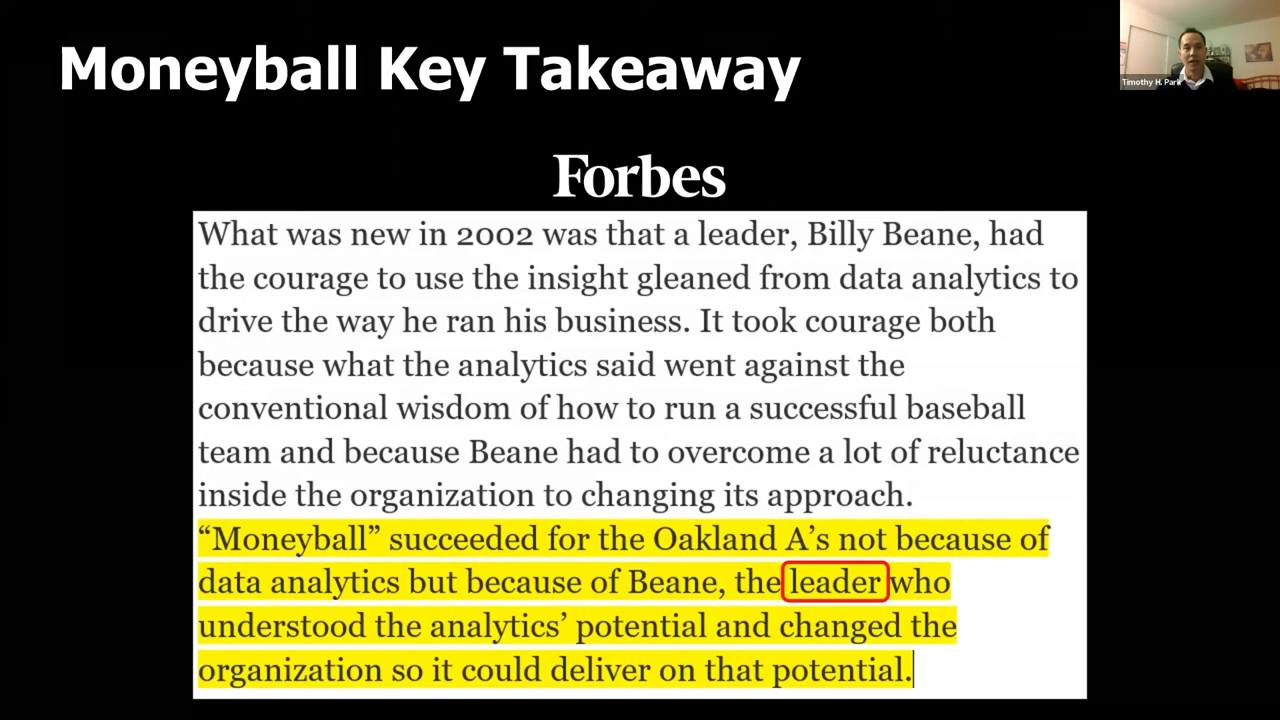 Moneyball Key Takeaway
Timothy H. Park
Forbes
What was new in 2002 was that a leader, Billy Beane, had
the courage to use the insight gleaned from data analytics to
drive the way he ran his business. It took courage both
because what the analytics said went against the
conventional wisdom of how to run a successful baseball
team and because Beane had to overcome a lot of reluctance
inside the organization to changing its approach.
“Moneyball” succeeded for the Oakland A’s not because of
data analytics but because of Beane, the leader who
understood the analytics’ potential and changed the
organization so it could deliver on that potential.